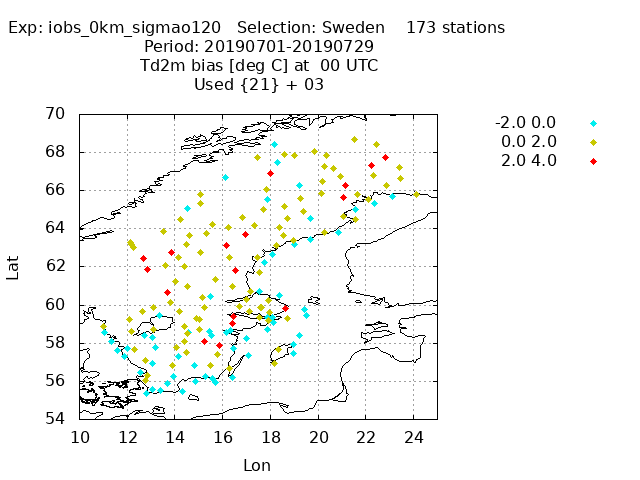 Exp: iobs_0km_sigmao120   Selection: Sweden    173 stations
Period: 20190701-20190729
Td2m bias [deg C] at  00 UTC
Used {21} + 03
-2.0 0.0
0.0 2.0
2.0 4.0
70
68
66
64
62
60
58
56
54
Lat
10 12 14 16 18 20 22 24
Lon